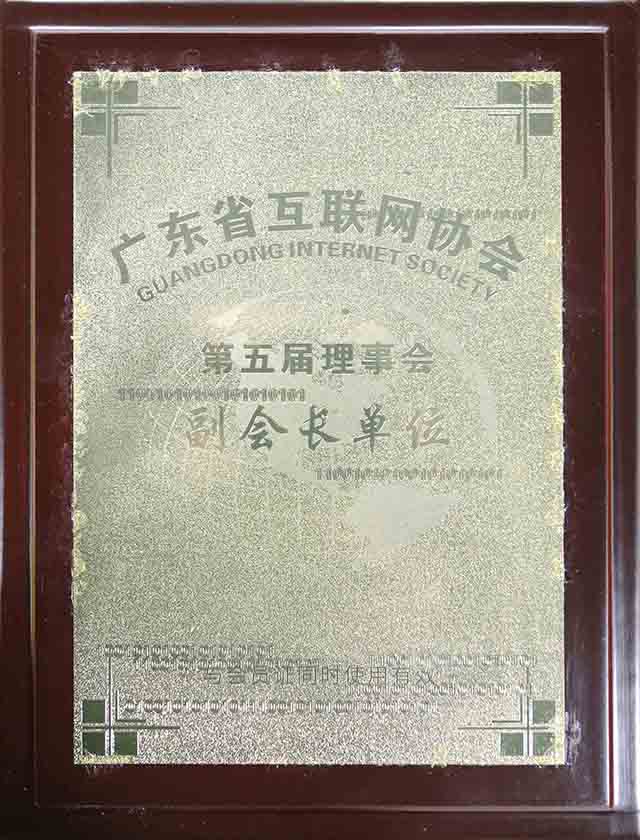 广东省互联网协会
GUANGDONG INTERNET SOCIETY
第五届理事会
1100101010010101010101
副会长单位
与会员证同时使用有效